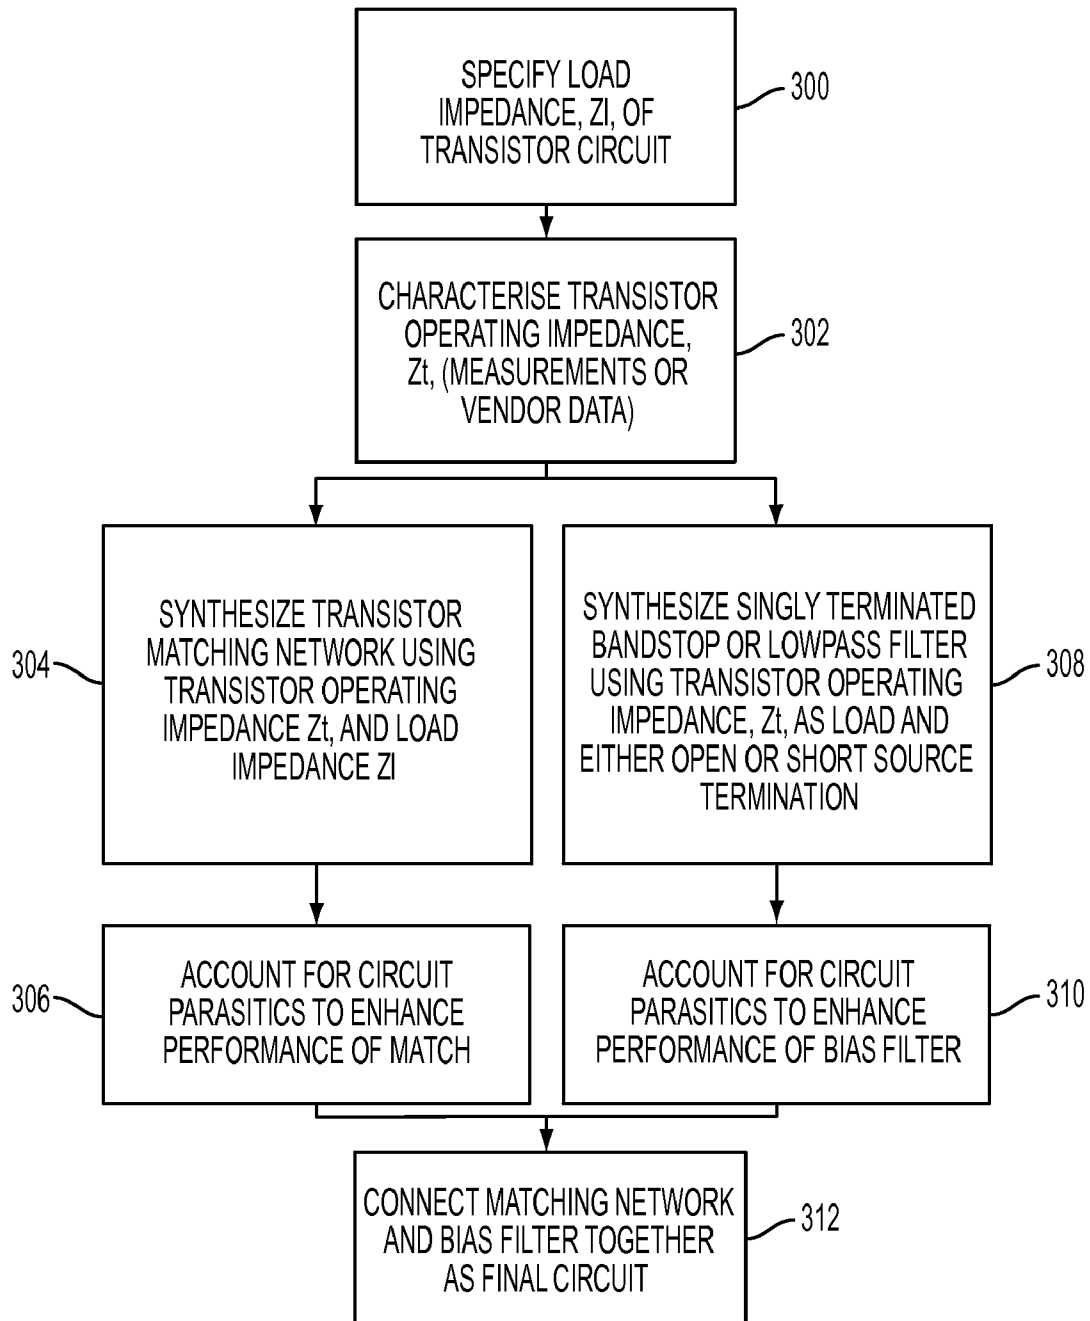 SPECIFY LOAD
IMPEDANCE, Zl, OF
TRANSISTOR CIRCUIT
300
CHARACTERISE TRANSISTOR
OPERATING IMPEDANCE,
Zt, (MEASUREMENTS OR
VENDOR DATA)
302
SYNTHESIZE TRANSISTOR
MATCHING NETWORK USING
TRANSISTOR OPERATING
IMPEDANCE Zt, AND LOAD
IMPEDANCE Zl
304
SYNTHESIZE SINGLY TERMINATED
BANDSTOP OR LOWPASS FILTER
USING TRANSISTOR OPERATING
IMPEDANCE, Zt, AS LOAD AND
EITHER OPEN OR SHORT SOURCE
TERMINATION
308
ACCOUNT FOR CIRCUIT
PARASITICS TO ENHANCE
PERFORMANCE OF MATCH
306
ACCOUNT FOR CIRCUIT
PARASITICS TO ENHANCE
PERFORMANCE OF BIAS FILTER
310
CONNECT MATCHING NETWORK
AND BIAS FILTER TOGETHER
AS FINAL CIRCUIT
312